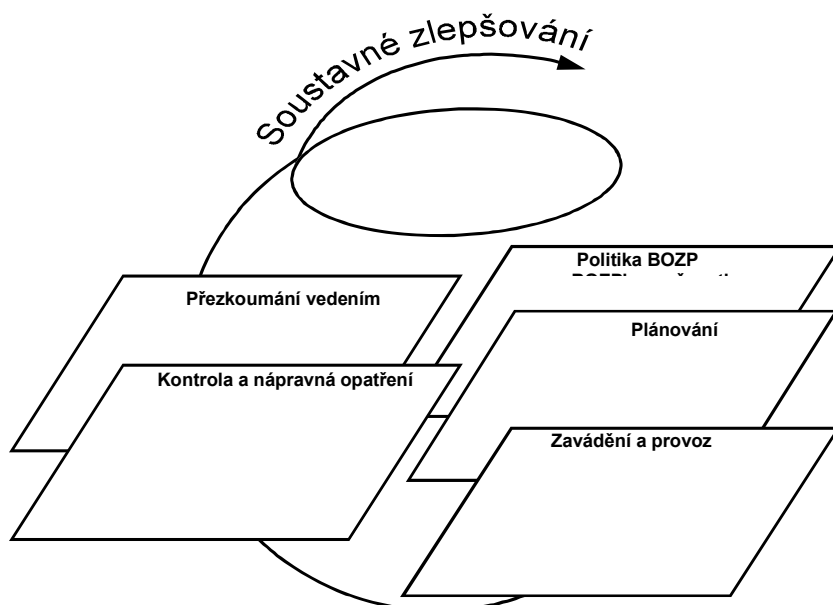 Soustavné zlepšování
Politika BOZP
Přezkoumání vedením
Plánování
Kontrola a nápravná opatření
Zavádění a provoz